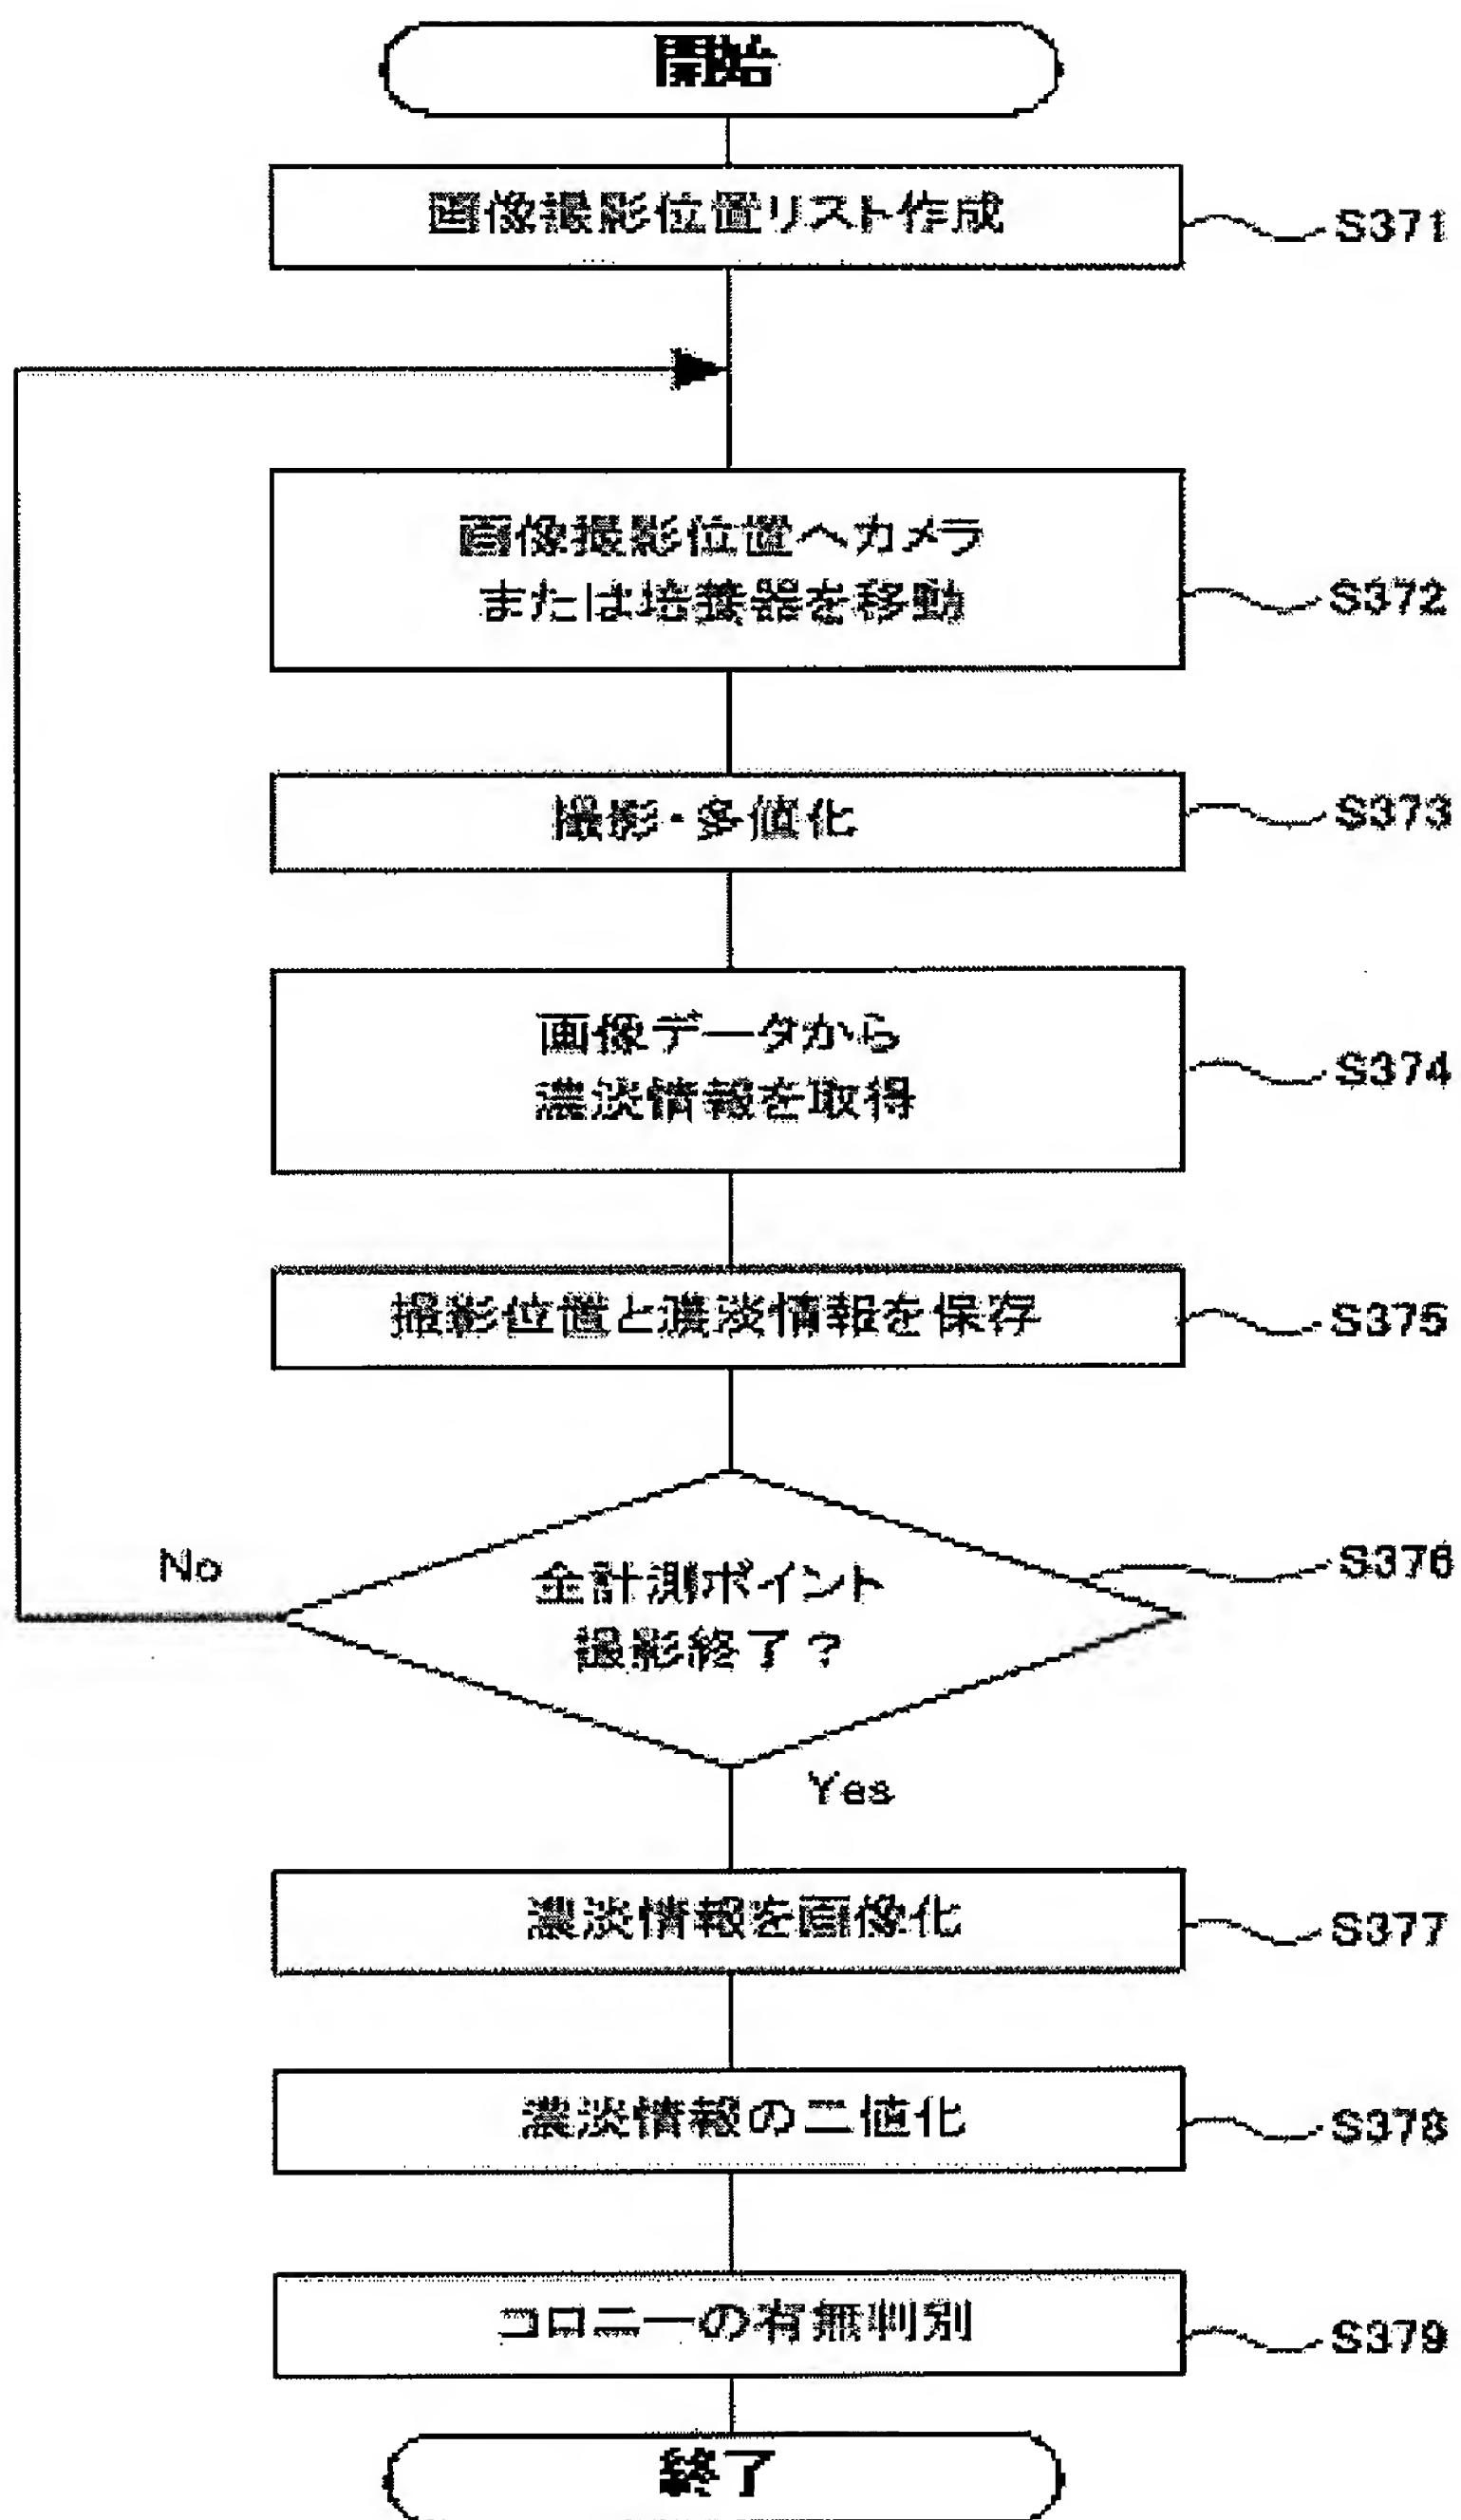 開始
画像撮影位置リスト作成
S371
画像撮影位置へカメラ
または培養器を移動
S372
撮影・多値化
S373
画像データから
濃淡情報を取得
S374
撮影位置と濃淡情報を保存
S375
No
全計測ポイント
撮影終了？
S376
Yes
濃淡情報を画像化
S377
濃淡情報の二値化
S378
コロニーの有無判別
S379
終了